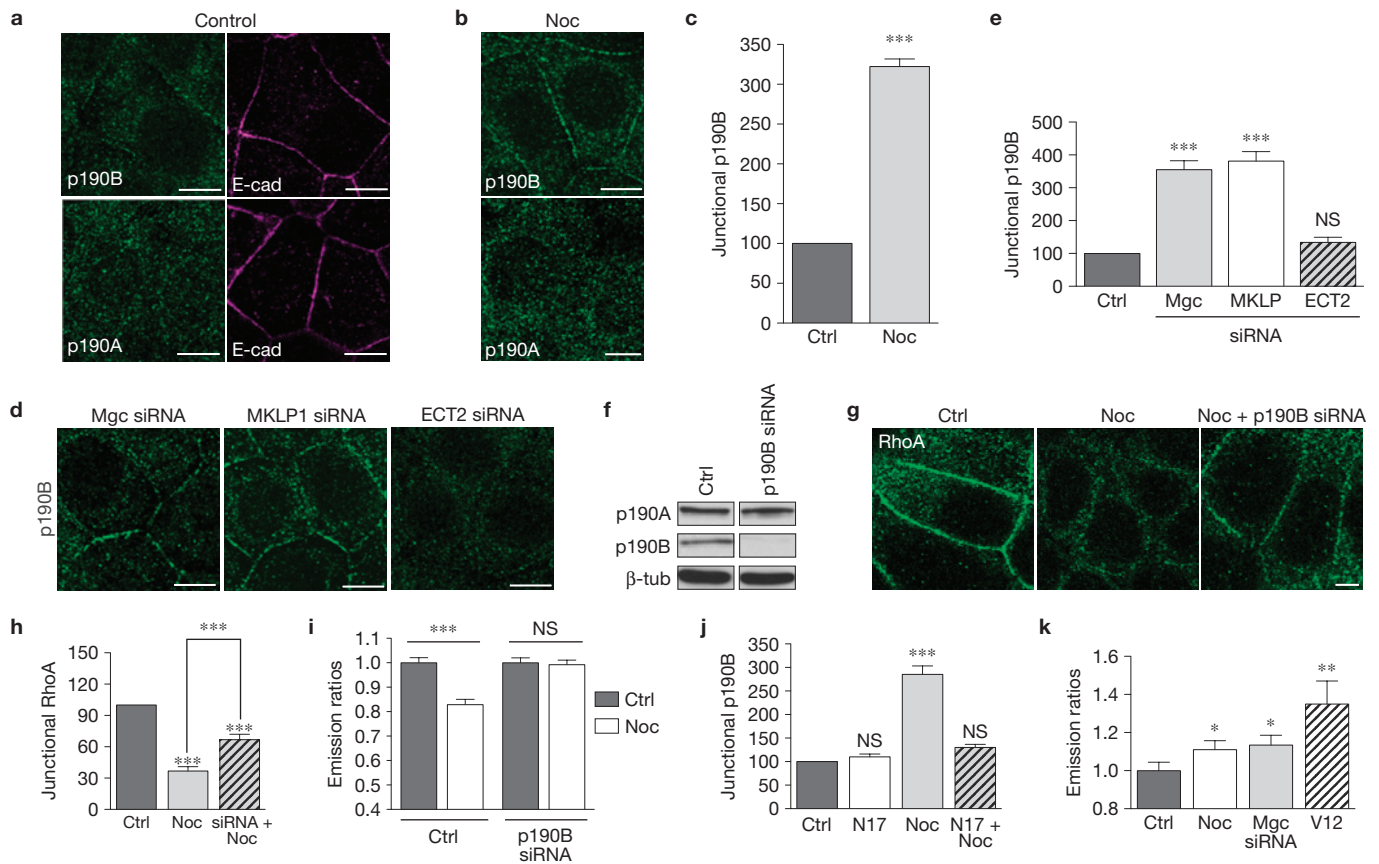 a
Control
p190B
E-cad
p190A
E-cad
b
Noc
p190B
p190A
c
Junctional p190B
350
300
250
200
150
100
50
0
***
Ctrl
Noc
e
Junctional p190B
500
400
300
200
100
0
***
***
NS
Ctrl
Mgc
MKLP
ECT2
siRNA
d
Mgc siRNA
MKLP1 siRNA
ECT2 siRNA
p190B
f
Ctrl
p190B siRNA
p190A
p190B
β-tub
g
Ctrl
Noc
Noc + p190B siRNA
RhoA
h
Junctional RhoA
150
120
90
60
30
0
***
***
***
Ctrl
Noc
siRNA +
Noc
i
Emission ratios
1.1
1.0
0.9
0.8
0.7
0.6
0.5
0.4
***
NS
Ctrl
p190B
siRNA
Ctrl
Noc
j
Junctional p190B
350
300
250
200
150
100
50
0
NS
***
NS
Ctrl
N17
Noc
N17 +
Noc
k
Emission ratios
1.6
1.4
1.2
1.0
0.8
*
*
**
Ctrl
Noc
Mgc
siRNA
V12